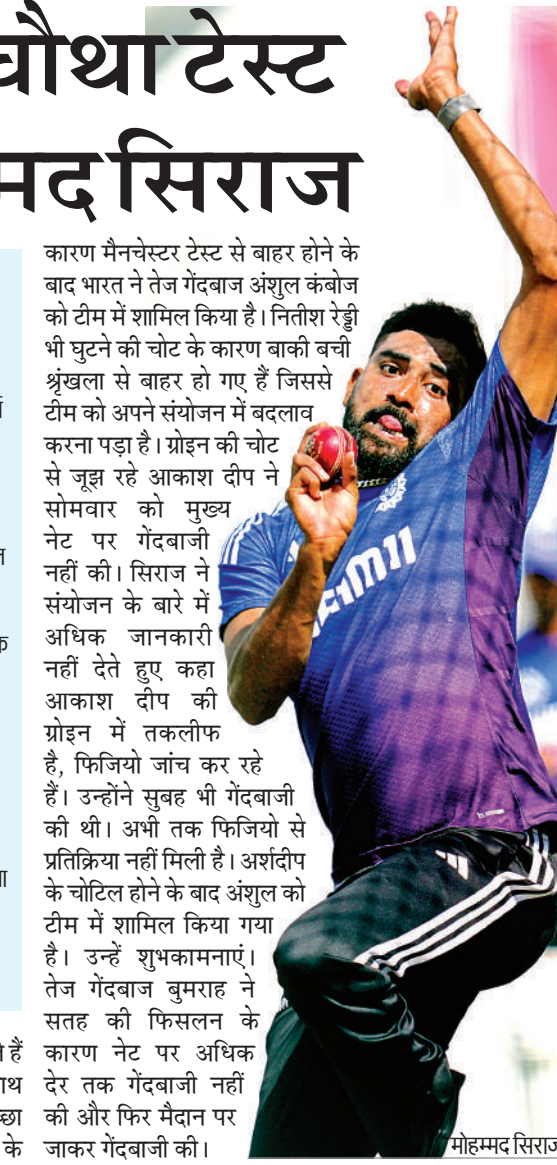 चौथा टेस्ट
मद सिराज
कारण मैनचेस्टर टेस्ट से बाहर होने के
बाद भारत ने तेज गेंदबाज अंशुल कंबोज
को टीम में शामिल किया है। नितीश रेड्डी
भी घुटने की चोट के कारण बाकी बची
श्रृंखला से बाहर हो गए हैं जिससे
टीम को अपने संयोजन में बदलाव
करना पड़ा है। ग्रोइन की चोट
से जूझ रहे आकाश दीप ने
सोमवार को मुख्य
नेट पर गेंदबाजी
नहीं की। सिराज ने
संयोजन के बारे में
अधिक जानकारी
नहीं देते हुए कहा
आकाश दीप की
ग्रोइन में तकलीफ
है, फिजियो जांच कर रहे
हैं। उन्होंने सुबह भी गेंदबाजी
की थी। अभी तक फिजियो से
प्रतिक्रिया नहीं मिली है। अर्शदीप
के चोटिल होने के बाद अंशुल को
टीम में शामिल किया गया
है। उन्हें शुभकामनाएं।
तेज गेंदबाज बुमराह ने
सतह की फिसलन के
कारण नेट पर अधिक
देर तक गेंदबाजी नहीं
की और फिर मैदान पर
जाकर गेंदबाजी की।
हैं
के
मोहम्मद सिराज